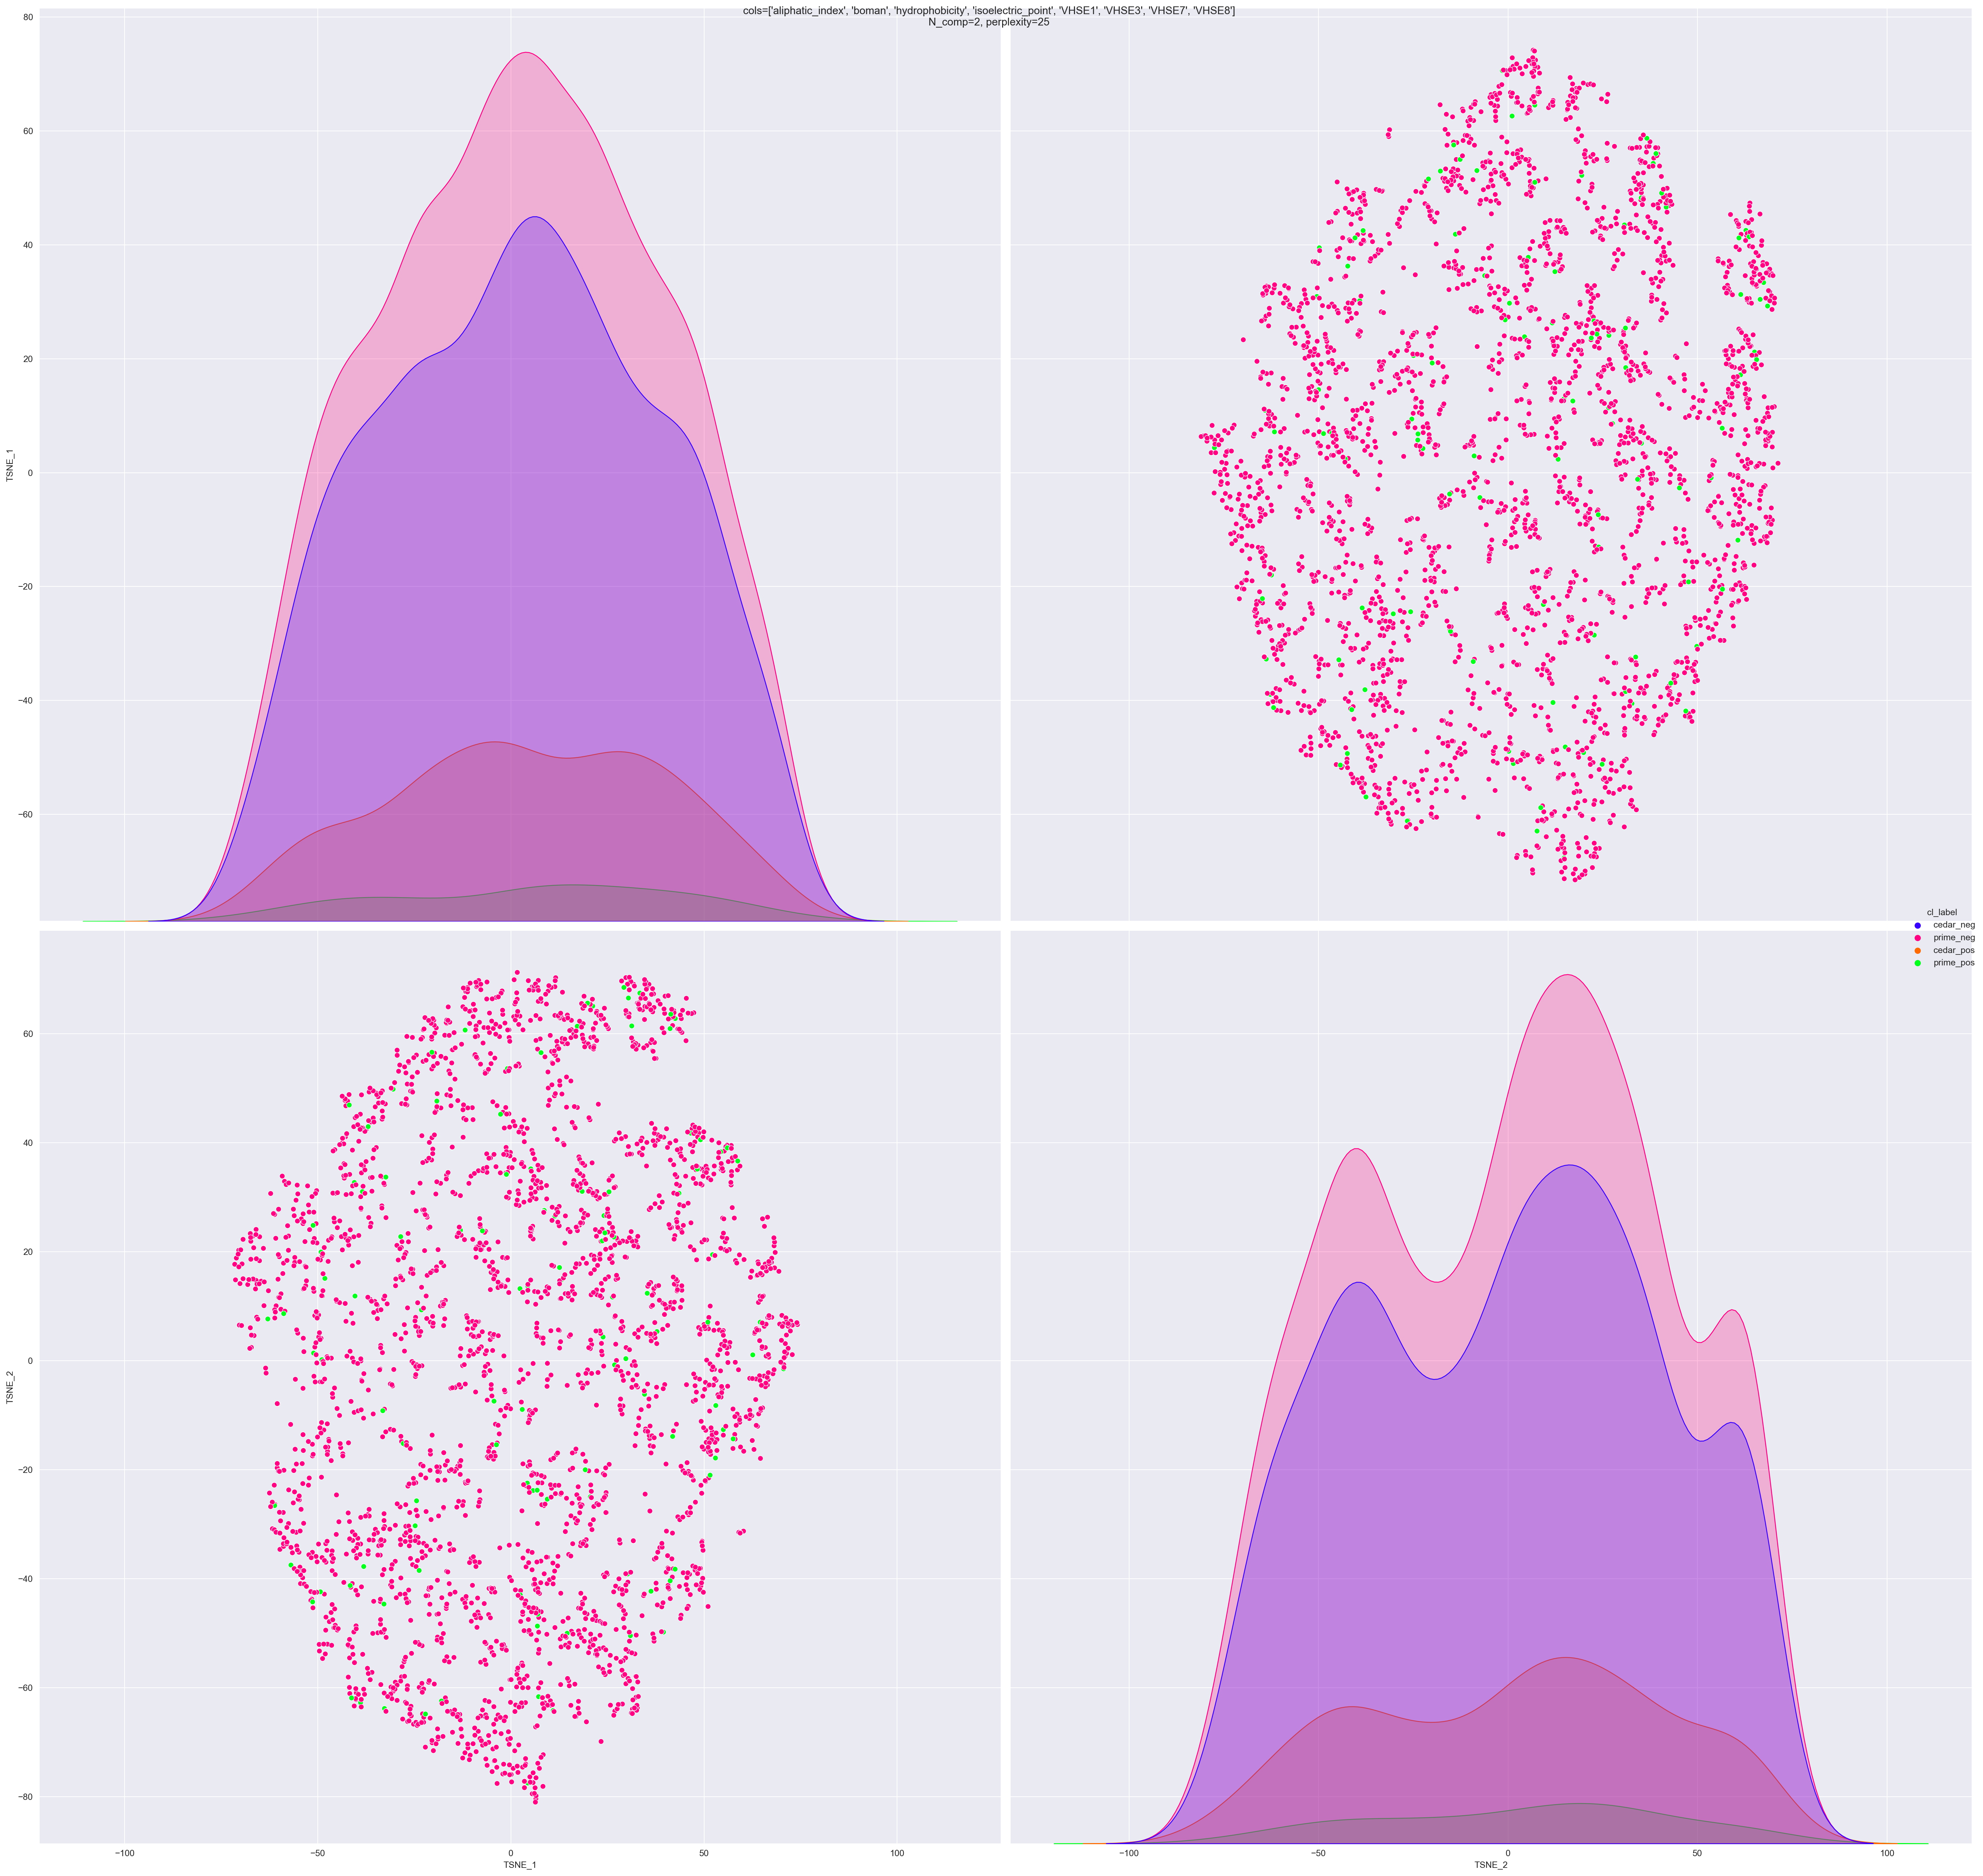 cols=['aliphatic_index', 'boman', 'hydrophobicity', 'isoelectric_point', 'VHSE1', 'VHSE3', 'VHSE7', 'VHSE8']
N_comp=2, perplexity=25
80
60
40
20
0
−20
−40
−60
TSNE_1
cl_label
cedar_neg
prime_neg
cedar_pos
prime_pos
60
40
20
0
−20
−40
−60
−80
TSNE_2
−100 −50 0 50 100
TSNE_1
−100 −50 0 50 100
TSNE_2